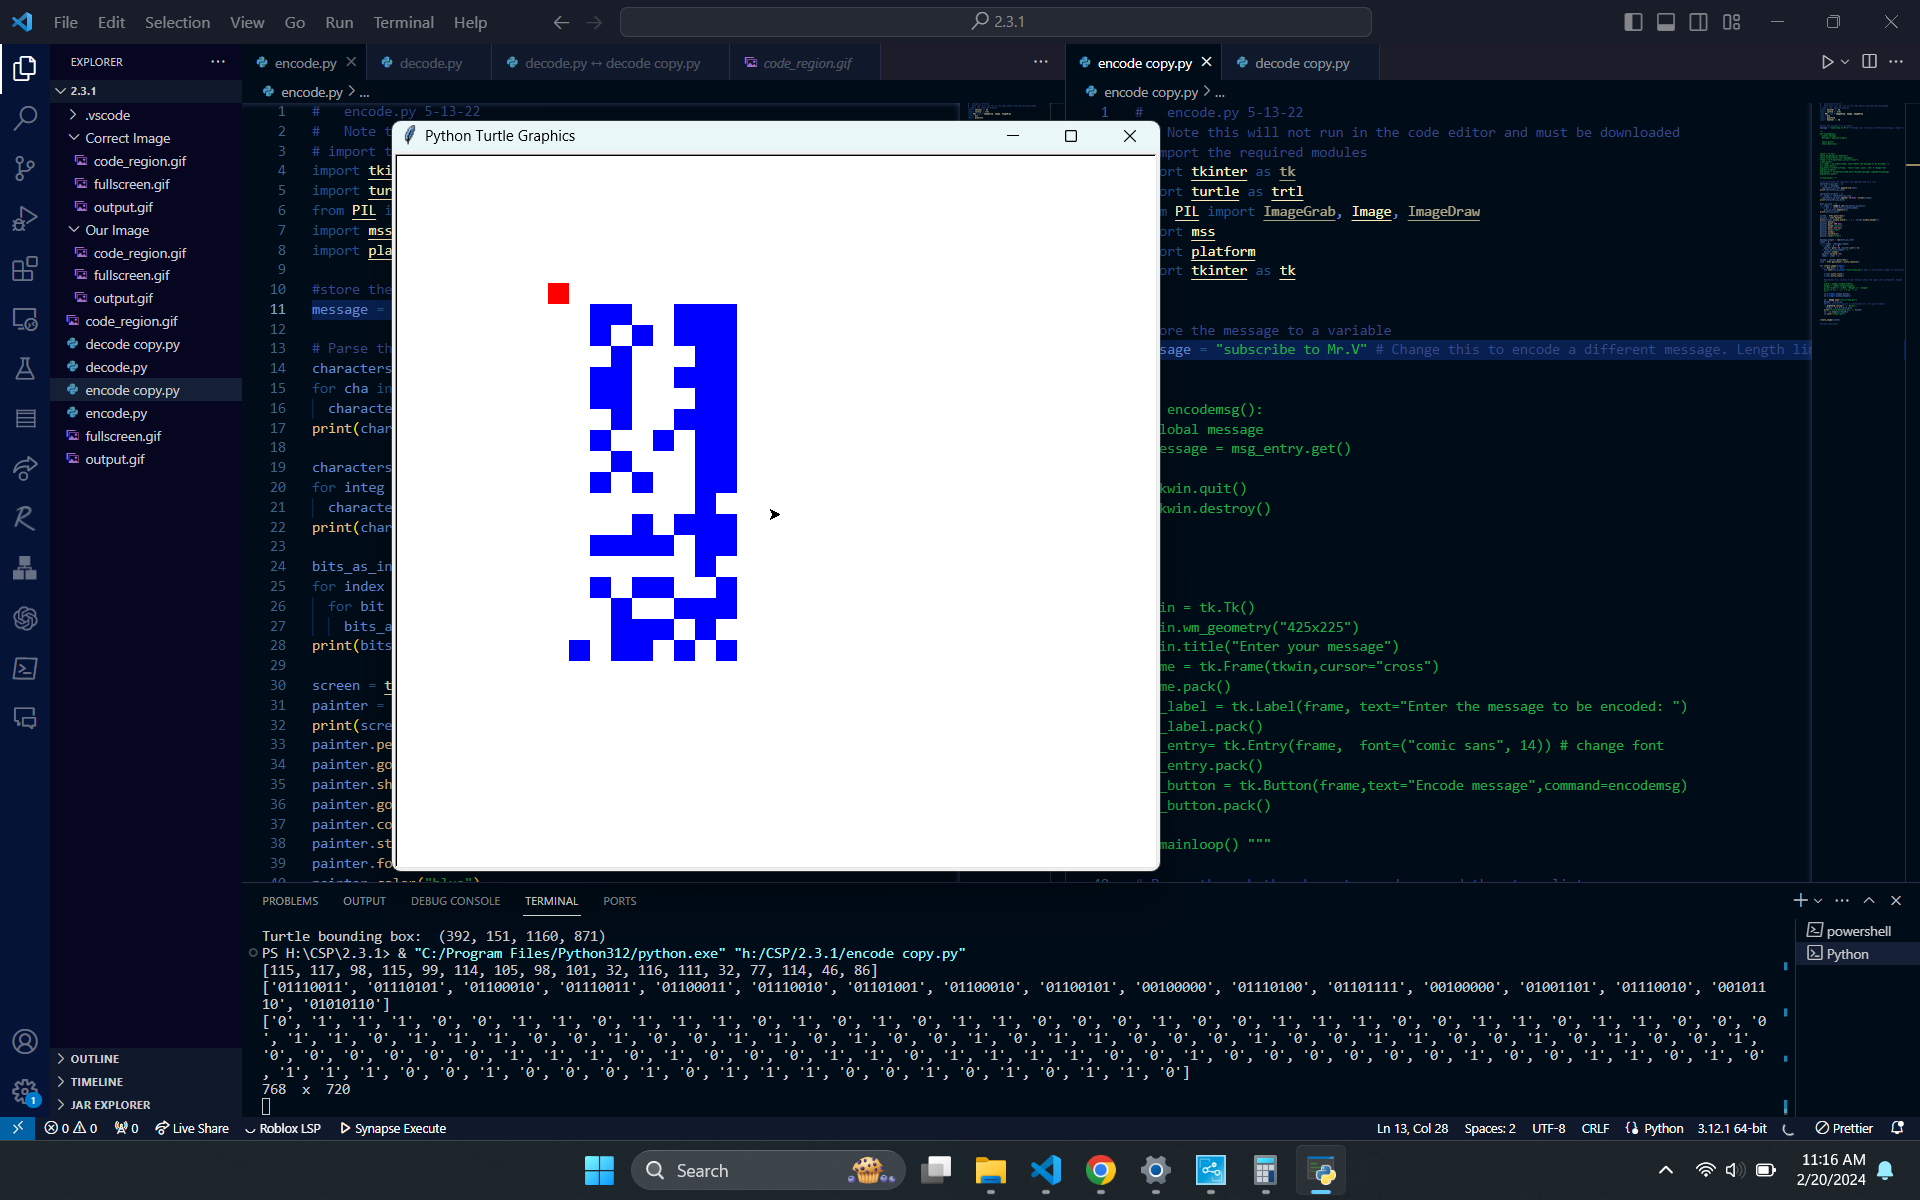 File Edit Selection View Go Run Terminal Help
2.3.1
EXPLORER
2.3.1
.vscode
Correct Image
code_region.gif
fullscreen.gif
output.gif
Our Image
code_region.gif
fullscreen.gif
output.gif
code_region.gif
decode copy.py
decode.py
encode copy.py
encode.py
fullscreen.gif
output.gif
OUTLINE
TIMELINE
JAR EXPLORER
encode.py
decode.py
decode.py ↔ decode copy.py
code_region.gif
encode.py > ...
1 # encode.py 5-13-22
2 # Note t
3 # import t
4 import tki
5 import tur
6 from PIL i
7 import mss
8 import pla
9
10 #store the
11 message =
12
13 # Parse th
14 characters
15 for cha in
16 characte
17 print(char
18
19 characters
20 for integ
21 characte
22 print(char
23
24 bits_as_in
25 for index
26 for bit
27 bits_a
28 print(bits
29
30 screen = t
31 painter =
32 print(scre
33 painter.pe
34 painter.go
35 painter.sh
36 painter.go
37 painter.co
38 painter.st
39 painter.fo
Python Turtle Graphics
encode copy.py
decode copy.py
encode copy.py > ...
1 # encode.py 5-13-22
Note this will not run in the code editor and must be downloaded
mport the required modules
ort tkinter as tk
ort turtle as trtl
m PIL import ImageGrab, Image, ImageDraw
ort mss
ort platform
ort tkinter as tk
ore the message to a variable
sage = "subscribe to Mr.V" # Change this to encode a different message. Length li
encodemsg():
lobal message
essage = msg_entry.get()
kwin.quit()
kwin.destroy()
in = tk.Tk()
in.wm_geometry("425x225")
in.title("Enter your message")
me = tk.Frame(tkwin,cursor="cross")
me.pack()
_label = tk.Label(frame, text="Enter the message to be encoded: ")
_label.pack()
_entry= tk.Entry(frame, font=("comic sans", 14)) # change font
_entry.pack()
_button = tk.Button(frame,text="Encode message",command=encodemsg)
_button.pack()
mainloop() """
PROBLEMS OUTPUT DEBUG CONSOLE TERMINAL PORTS
Turtle bounding box: (392, 151, 1160, 871)
PS H:\CSP\2.3.1> & "C:/Program Files/Python312/python.exe" "h:/CSP/2.3.1/encode copy.py"
[115, 117, 98, 115, 99, 114, 105, 98, 101, 32, 116, 111, 32, 77, 114, 46, 86]
['01110011', '01110101', '01100010', '01110011', '01100011', '01110010', '01101001', '01100010', '01100101', '00100000', '01110100', '01101111', '00100000', '01001101', '01110010', '001011
10', '01010110']
['0', '1', '1', '1', '0', '0', '1', '1', '0', '1', '1', '1', '0', '1', '0', '1', '0', '1', '1', '0', '0', '0', '1', '0', '0', '1', '1', '1', '0', '0', '1', '1', '0', '1', '1', '0', '0', '0
', '1', '1', '0', '1', '1', '1', '0', '0', '1', '0', '0', '1', '1', '0', '1', '0', '0', '1', '0', '1', '1', '0', '0', '0', '1', '0', '0', '1', '1', '0', '0', '1', '0', '1', '0', '0', '1',
'0', '0', '0', '0', '0', '0', '1', '1', '1', '0', '1', '0', '0', '0', '1', '1', '0', '1', '1', '1', '1', '0', '0', '1', '0', '0', '0', '0', '0', '0', '1', '0', '0', '1', '1', '0', '1', '0'
, '1', '1', '1', '0', '0', '1', '0', '0', '0', '1', '0', '1', '1', '1', '0', '0', '1', '0', '1', '0', '1', '1', '0']
768 x 720
powershell
Python
0 0 0 Live Share Roblox LSP Synapse Execute
Ln 13, Col 28 Spaces: 2 UTF-8 CRLF Python 3.12.1 64-bit Prettier
1
Search
11:16 AM
2/20/2024